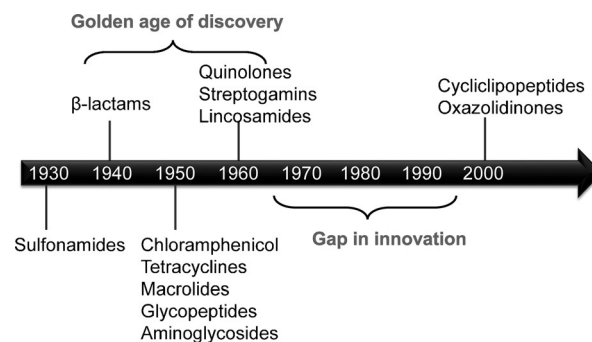 Golden age of discovery
β-lactams
Quinolones
Streptogamins
Lincosamides
Cycliclipopeptides
Oxazolidinones
1930 1940 1950 1960 1970 1980 1990 2000
Sulfonamides
Chloramphenicol
Tetracyclines
Macrolides
Glycopeptides
Aminoglycosides
Gap in innovation